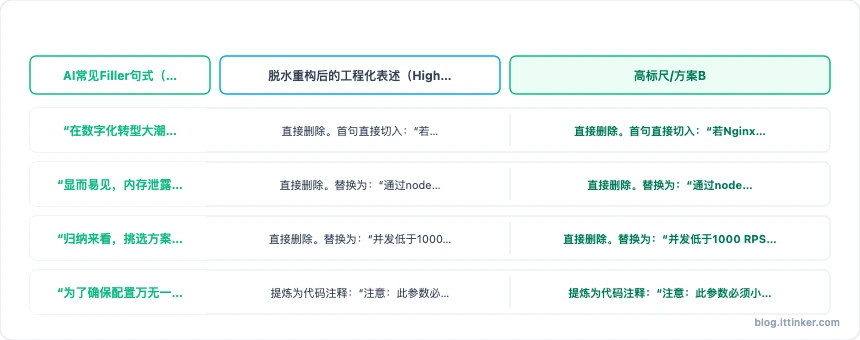 AI常见Filler句式（...
脱水重构后的工程化表述（High...
高标尺/方案B
“在数字化转型大潮...
直接删除。首句直接切入：“若...
直接删除。首句直接切入：“若Nginx...
“显而易见，内存泄露...
直接删除。替换为：“通过node...
直接删除。替换为：“通过node...
“归纳来看，挑选方案...
直接删除。替换为：“并发低于1000...
直接删除。替换为：“并发低于1000 RPS...
“为了确保配置万无一...
提炼为代码注释：“注意：此参数必...
提炼为代码注释：“注意：此参数必须小...
blog.ittinker.com